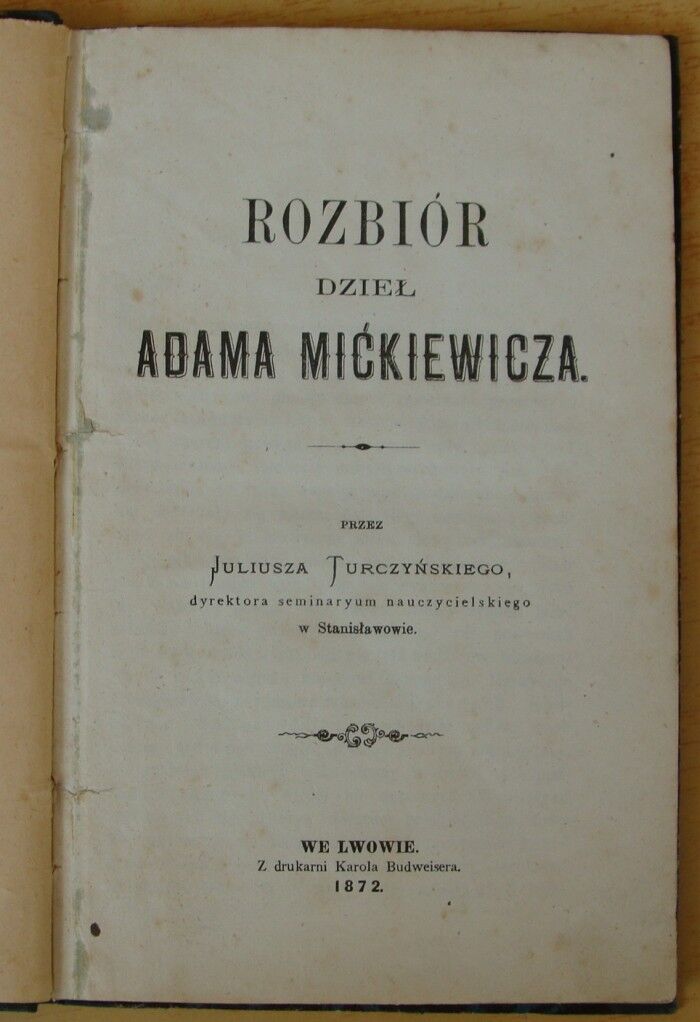 ROZBIÓR
DZIEŁ
ADAMA MIĆKIEWICZA.
PRZEZ
JULIUSZA TURCZYŃSKIEGO,
dyrektora seminaryum nauczycielskiego
w Stanisławowie.
WE LWOWIE.
Z drukarni Karola Budweisera.
1872.